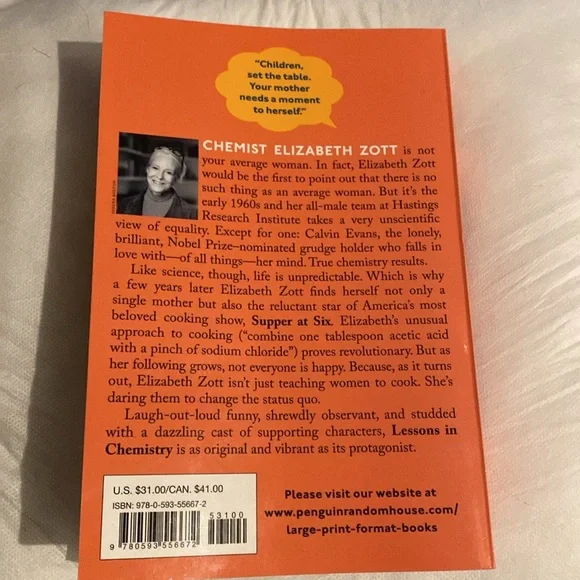 "Children,
set the table.
Your mother
needs a moment
to herself."
CHEMIST ELIZABETH ZOTT is not
your average woman. In fact, Elizabeth Zott
would be the first to point out that there is no
such thing as an average woman. But it's the
early 1960s and her all-male team at Hastings
Research Institute takes a very unscientific
view of equality. Except for one: Calvin Evans, the lonely,
brilliant, Nobel Prize–nominated grudge holder who falls in
love with—of all things—her mind. True chemistry results.
Like science, though, life is unpredictable. Which is why
a few years later Elizabeth Zott finds herself not only a
single mother but also the reluctant star of America's most
beloved cooking show, Supper at Six. Elizabeth's unusual
approach to cooking ("combine one tablespoon acetic acid
with a pinch of sodium chloride") proves revolutionary. But as
her following grows, not everyone is happy. Because, as it turns
out, Elizabeth Zott isn't just teaching women to cook. She's
daring them to change the status quo.
Laugh-out-loud funny, shrewdly observant, and studded
with a dazzling cast of supporting characters, Lessons in
Chemistry is as original and vibrant as its protagonist.
U.S. $31.00/CAN. $41.00
ISBN: 978-0-593-55667-2
53100
9 780593 556672
Please visit our website at
www.penguinrandomhouse.com/
large-print-format-books